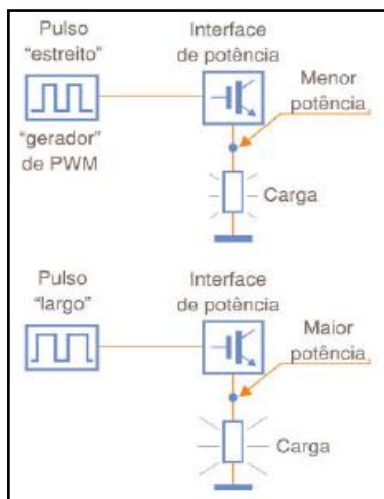 Pulso
"estreito"
Interface
de potência
Menor
potência
"gerador"
de PWM
Carga
Pulso
"largo"
Interface
de potência
Maior
potência
Carga